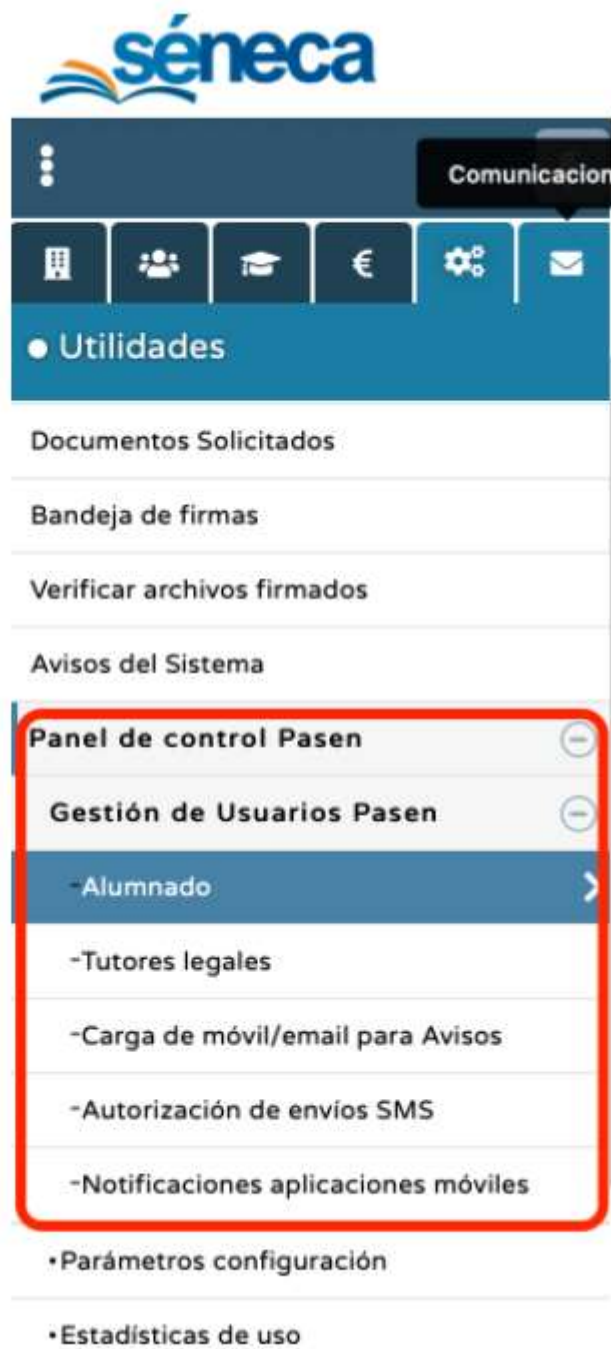 séneca
Comunicacion
€
Utilidades
Documentos Solicitados
Bandeja de firmas
Verificar archivos firmados
Avisos del Sistema
Panel de control Pasen
Gestión de Usuarios Pasen
-Alumnado
-Tutores legales
-Carga de móvil/email para Avisos
-Autorización de envíos SMS
-Notificaciones aplicaciones móviles
•Parámetros configuración
•Estadísticas de uso